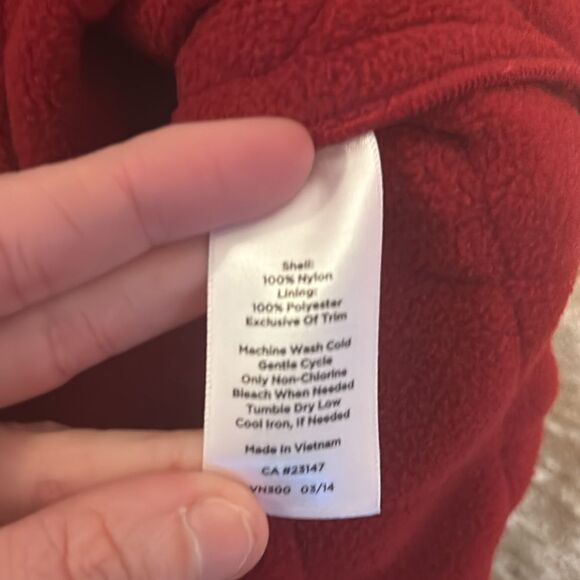 Shell:
100% Nylon
Lining:
100% Polyester
Exclusive Of Trim
Machine Wash Cold
Gentle Cycle
Only Non-Chlorine
Bleach When Needed
Tumble Dry Low
Cool Iron, If Needed
Made In Vietnam
CA #23147
VN300 03/14